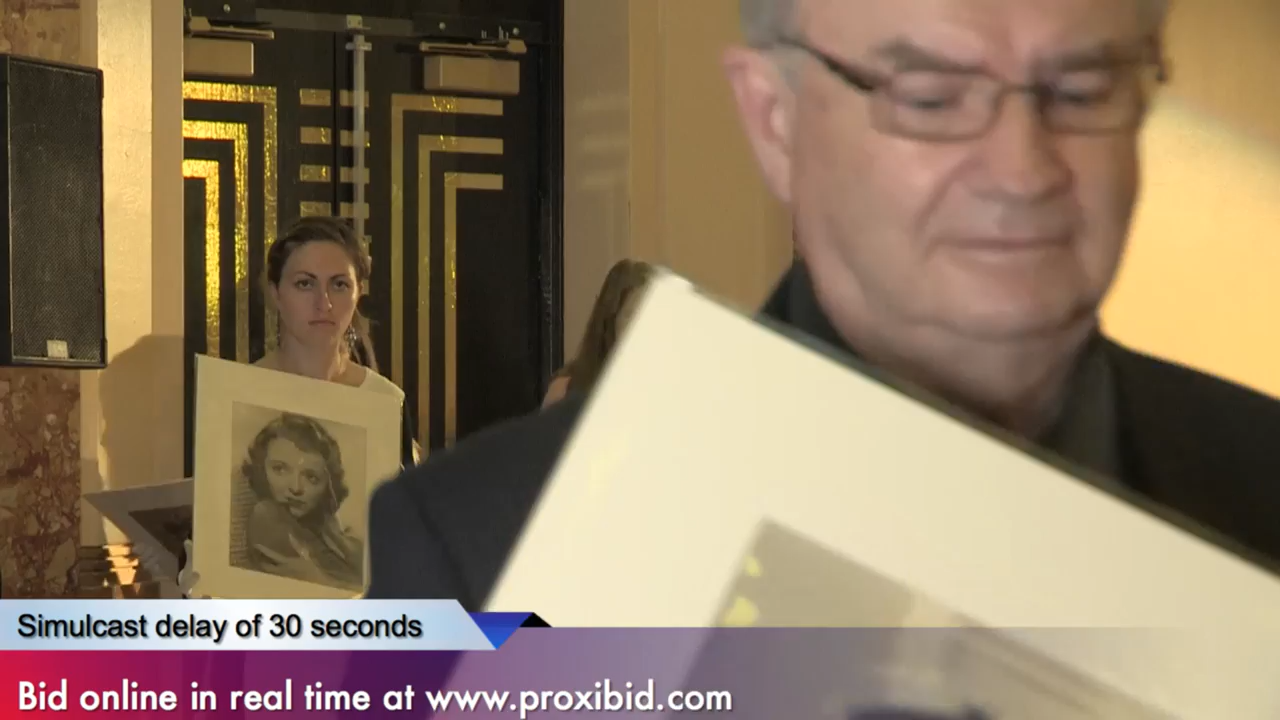 Simulcast delay of 30 seconds
Bid online in real time at www.proxibid.com